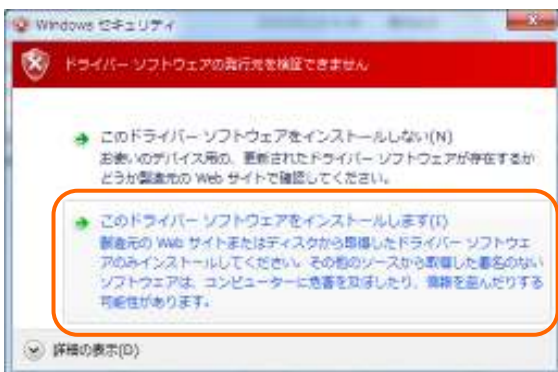 Windows セキュリティ
ドライバー ソフトウェアの発行元を検証できません
このドライバー ソフトウェアをインストールしない(N)
お使いのデバイス用の、更新されたドライバー ソフトウェアが存在するか
どうか製造元の Web サイトで確認してください。
このドライバー ソフトウェアをインストールします(I)
製造元の Web サイトまたはディスクから取得したドライバー ソフトウェ
アのみインストールしてください。その他のソースから取得した署名のない
ソフトウェアは、コンピューターに危害を及ぼしたり、情報を盗んだりする
可能性があります。
詳細の表示(D)